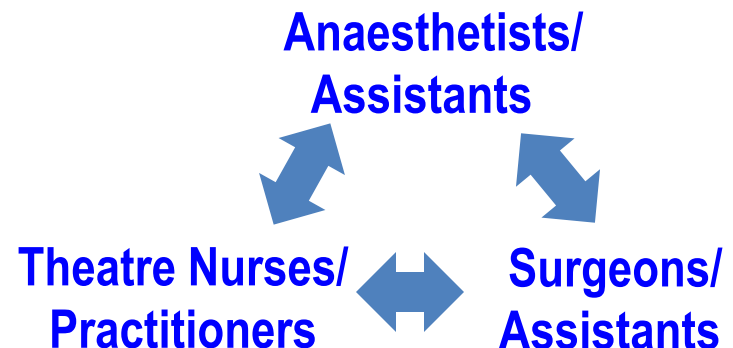 Anaesthetists/
Assistants
Theatre Nurses/
Practitioners
Surgeons/
Assistants